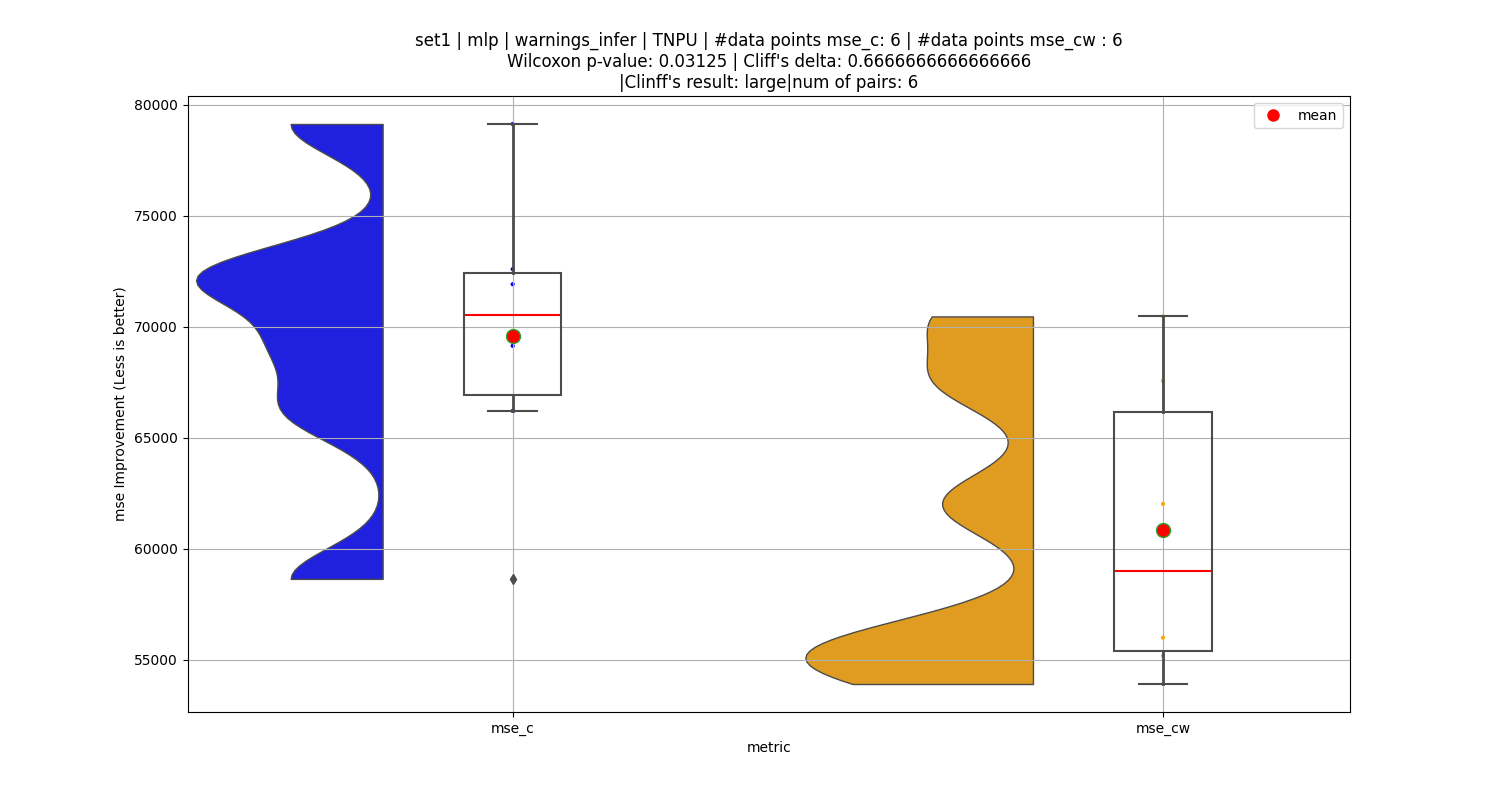 set1 | mlp | warnings_infer | TNPU | #data points mse_c: 6 | #data points mse_cw : 6
Wilcoxon p-value: 0.03125 | Cliff's delta: 0.6666666666666666
|Clinff's result: large|num of pairs: 6
mean
80000
75000
70000
65000
60000
55000
mse Improvement (Less is better)
mse_c
mse_cw
metric